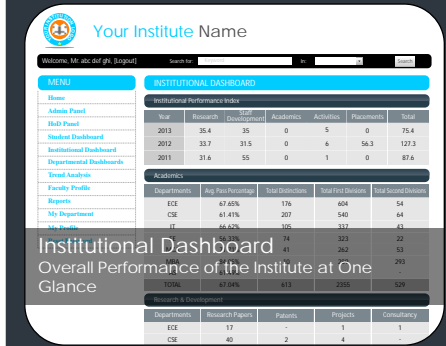 Your Institute Name
Welcome, Mr. abc def ghi, [Logout] Search for: Keyword In: Search
MENU
Home
Admin Panel
HoD Panel
Student Dashboard
Institutional Dashboard
Departmental Dashboards
Trend Analysis
Faculty Profile
Reports
My Department
My Profile
INSTITUTIONAL DASHBOARD
Institutional Performance Index
Year Research Staff Development Academics Activities Placements Total
2013 35.4 35 0 5 0 75.4
2012 33.7 31.5 0 6 56.3 127.3
2011 31.6 55 0 1 0 87.6
Academics
Departments Avg. Pass Percentage Total Distinctions Total First Divisions Total Second Divisions
ECE 67.65% 176 604 54
CSE 61.41% 207 540 64
IT 66.62% 105 337 43
74 323 22
41 262 53
MBA 293
TOTAL 67.04% 613 2355 529
Institutional Dashboard
Overall Performance of the Institute at One
Glance
Research & Development
Departments Research Papers Patents Projects Consultancy
ECE 17 - 1 1
CSE 40 2 4 -